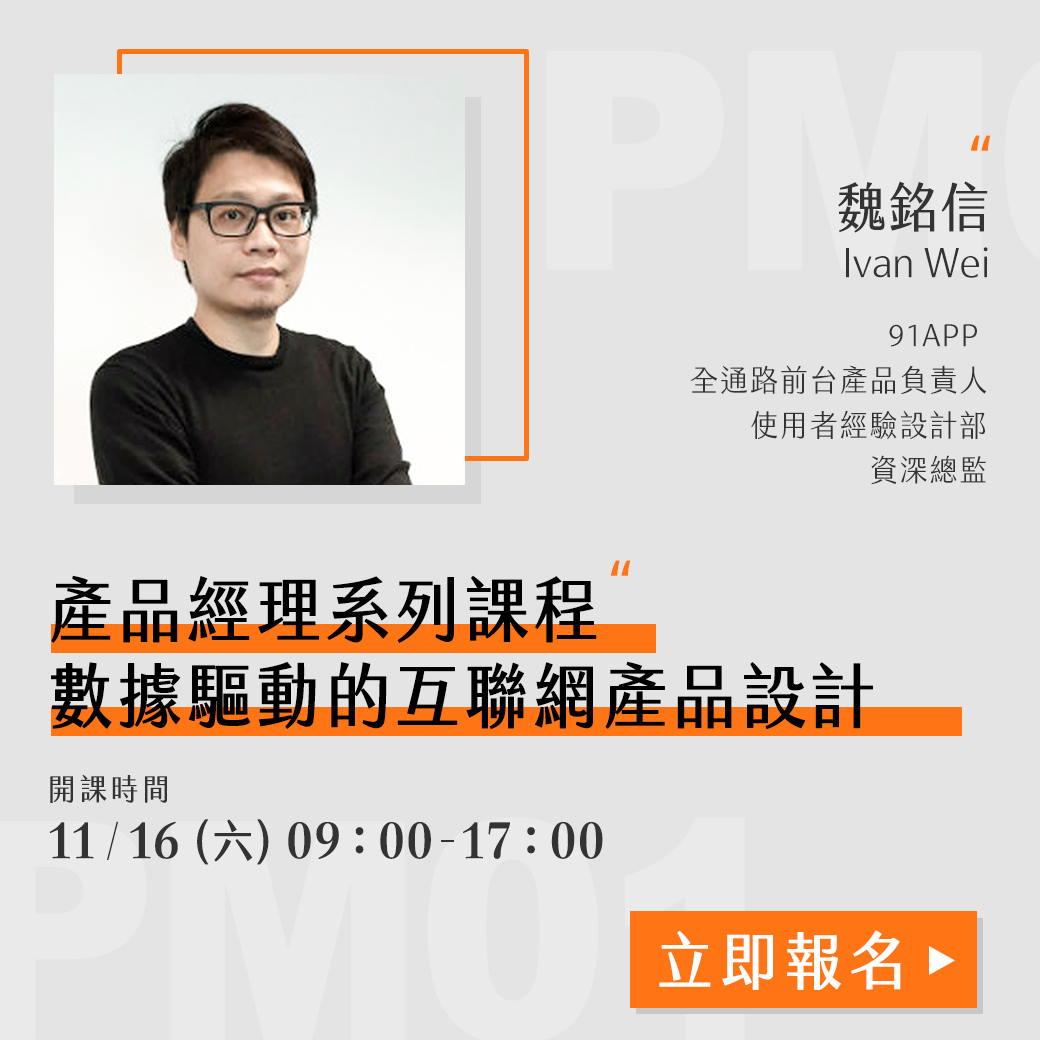 “
魏銘信
Ivan Wei
91APP
全通路前台產品負責人
使用者經驗設計部
資深總監
產品經理系列課程“
數據驅動的互聯網產品設計
開課時間
11 / 16 (六) 09：00-17：00
立即報名▶
PM0
PM01